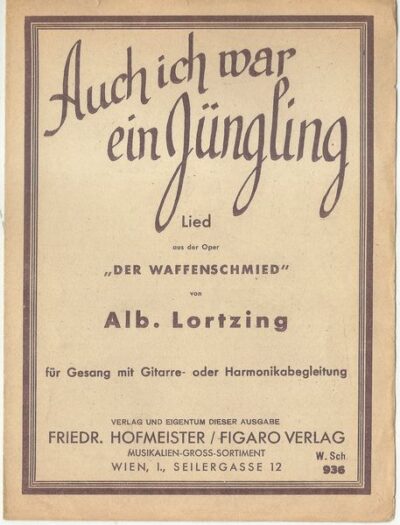 Auch ich war
ein Jüngling
Lied
aus der Oper
„DER WAFFENSCHMIED"
von
Alb. Lortzing
für Gesang mit Gitarre- oder Harmonikabegleitung
VERLAG UND EIGENTUM DIESER AUSGABE
FRIEDR. HOFMEISTER / FIGARO VERLAG
MUSIKALIEN-GROSS-SORTIMENT
WIEN, I., SEILERGASSE 12
W. Sch
936